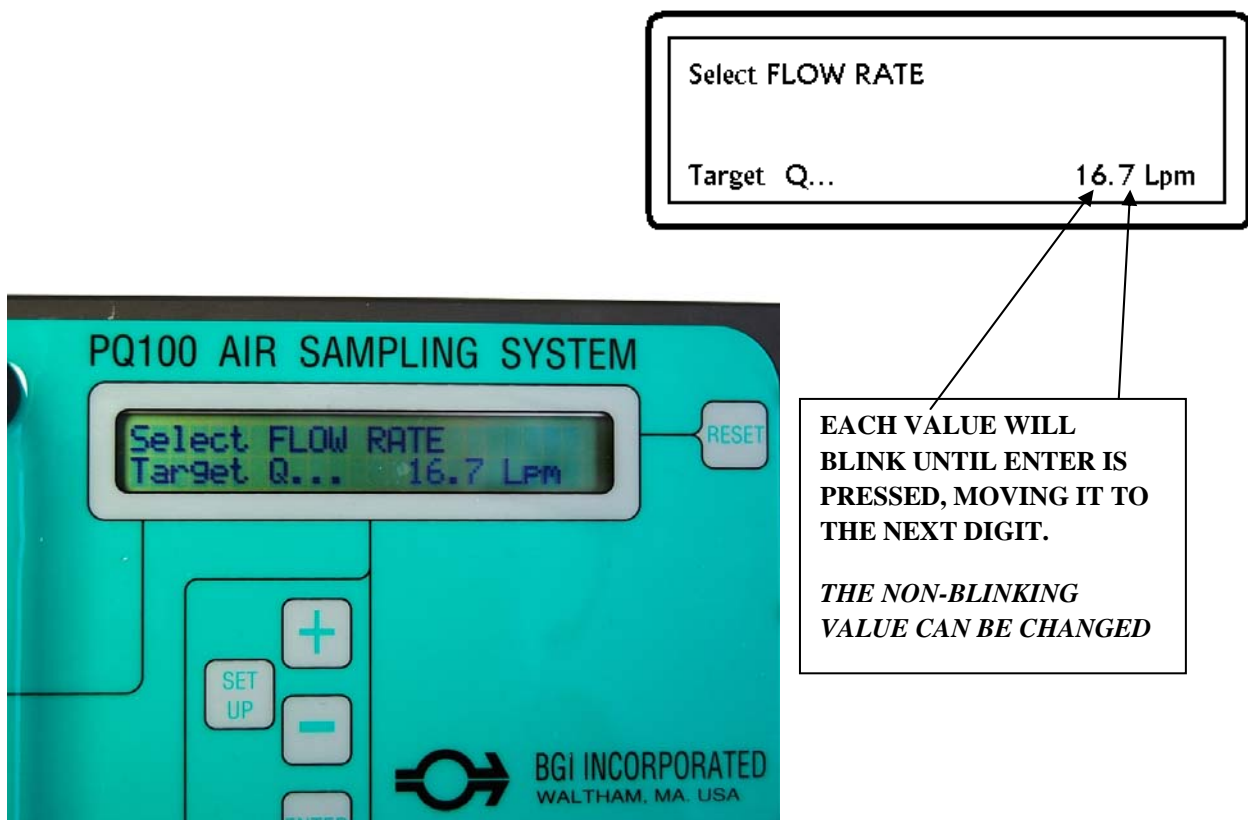 Select FLOW RATE
Target Q... 16.7 Lpm
PQ100 AIR SAMPLING SYSTEM
Select FLOW RATE
Target Q... 16.7 Lpm
RESET
+
SET
UP
-
ENTER
BGI INCORPORATED
WALTHAM, MA. USA
EACH VALUE WILL
BLINK UNTIL ENTER IS
PRESSED, MOVING IT TO
THE NEXT DIGIT.
THE NON-BLINKING
VALUE CAN BE CHANGED